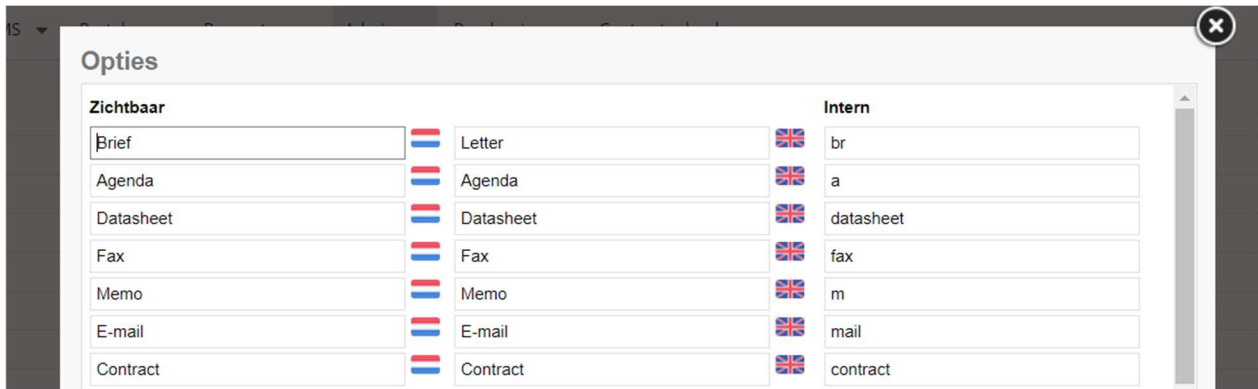 Opties
Zichtbaar Intern
Brief Letter br
Agenda Agenda a
Datasheet Datasheet datasheet
Fax Fax fax
Memo Memo m
E-mail E-mail mail
Contract Contract contract